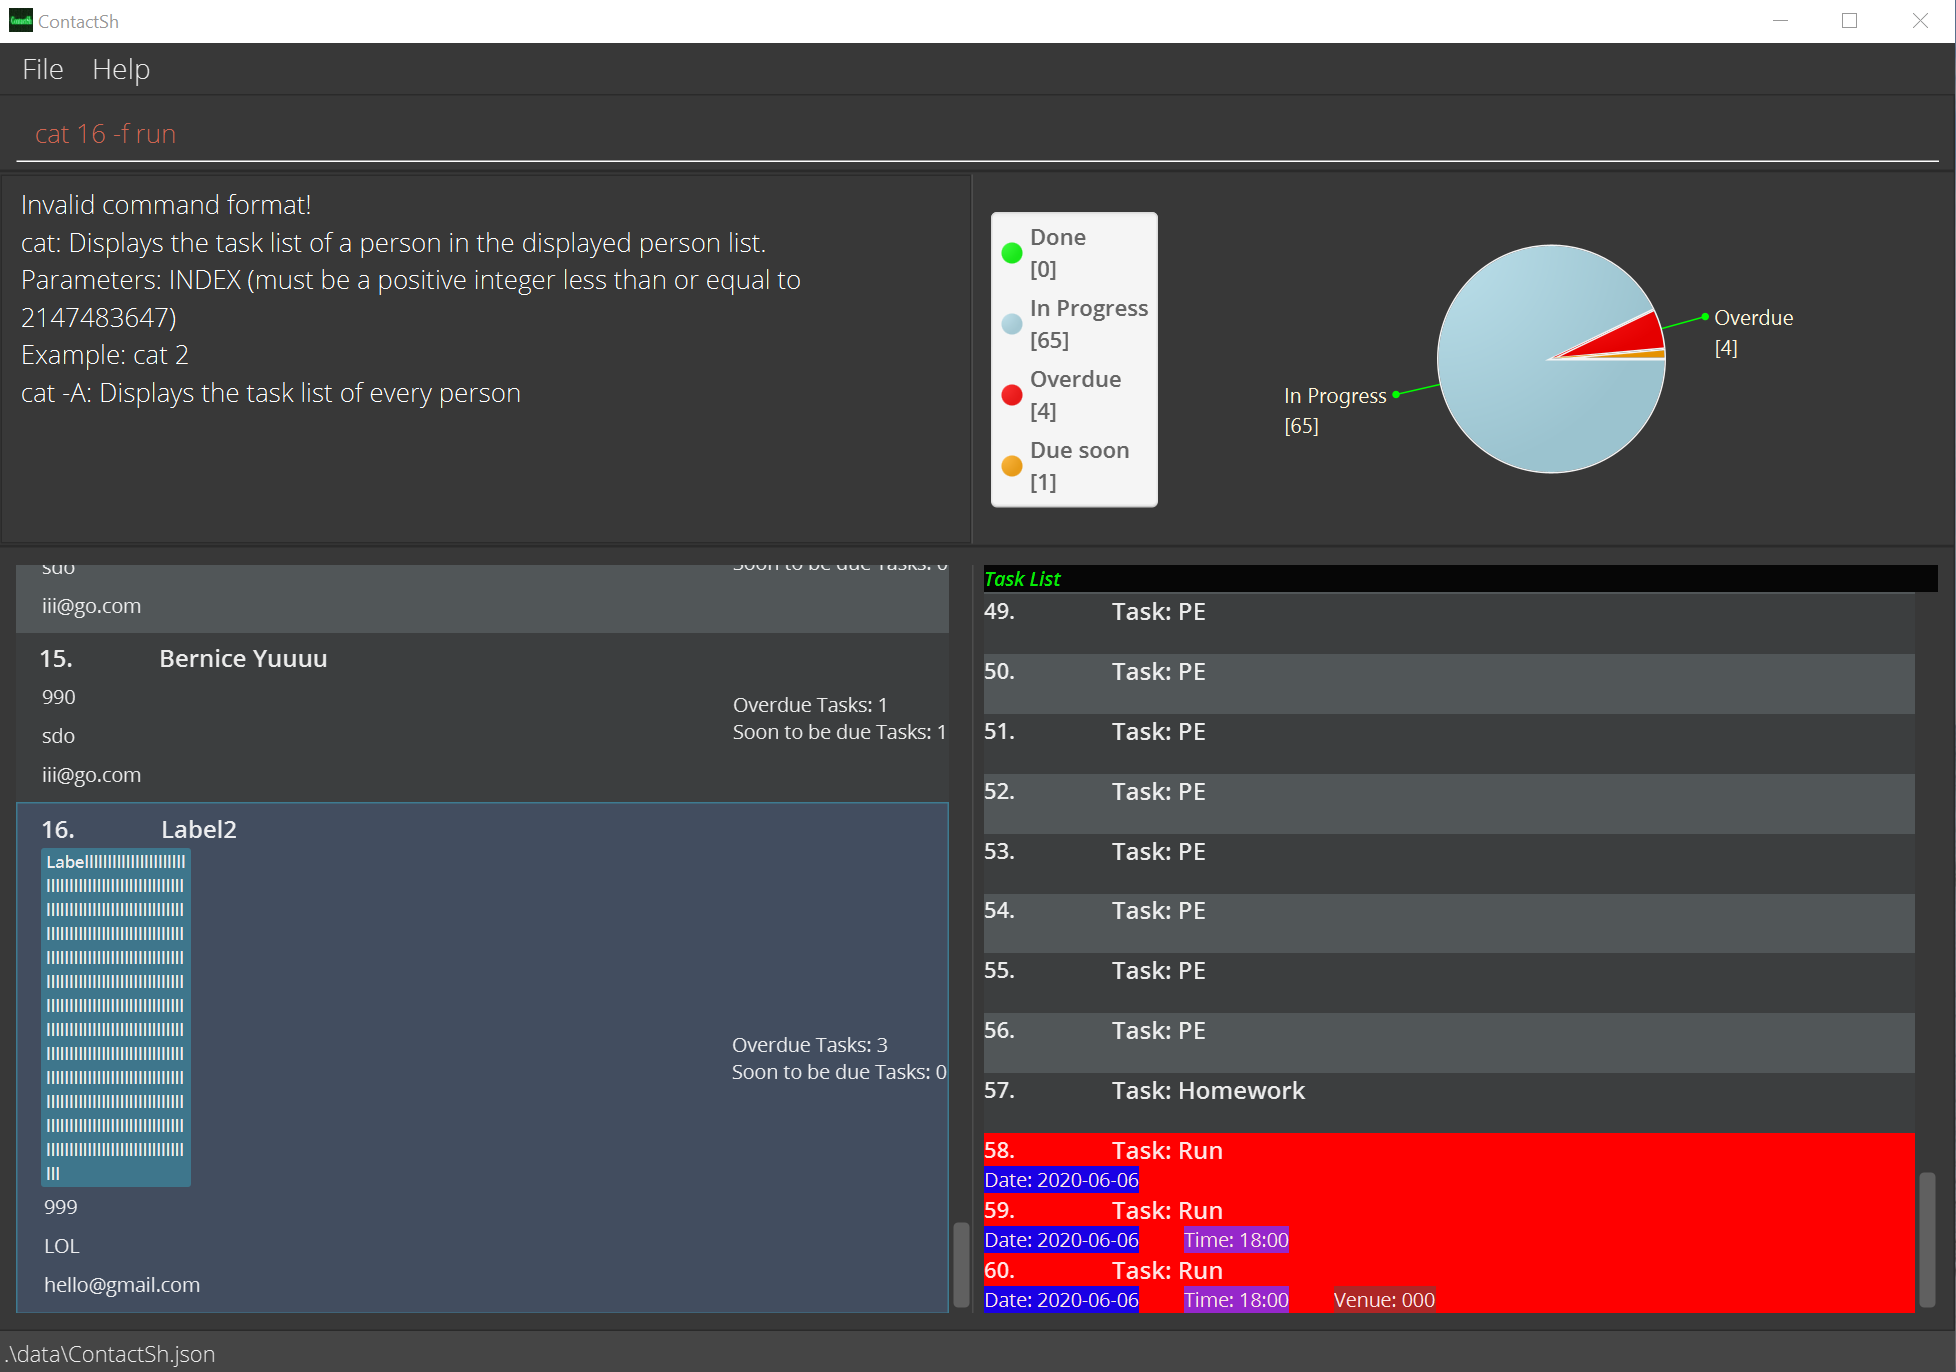 ContactSh
File Help
cat 16 -f run
Invalid command format!
cat: Displays the task list of a person in the displayed person list.
Parameters: INDEX (must be a positive integer less than or equal to
2147483647)
Example: cat 2
cat -A: Displays the task list of every person
Done
[0]
In Progress
[65]
Overdue
[4]
Due soon
[1]
Overdue
[4]
In Progress
[65]
sdo
Soon to be due Tasks: 0
iii@go.com
15. Bernice Yuuuu
990
Overdue Tasks: 1
sdo
Soon to be due Tasks: 1
iii@go.com
16. Label2
Overdue Tasks: 3
Soon to be due Tasks: 0
999
LOL
hello@gmail.com
Task List
49. Task: PE
50. Task: PE
51. Task: PE
52. Task: PE
53. Task: PE
54. Task: PE
55. Task: PE
56. Task: PE
57. Task: Homework
58. Task: Run
Date: 2020-06-06
59. Task: Run
Date: 2020-06-06 Time: 18:00
60. Task: Run
Date: 2020-06-06 Time: 18:00 Venue: 000
.\data\ContactSh.json